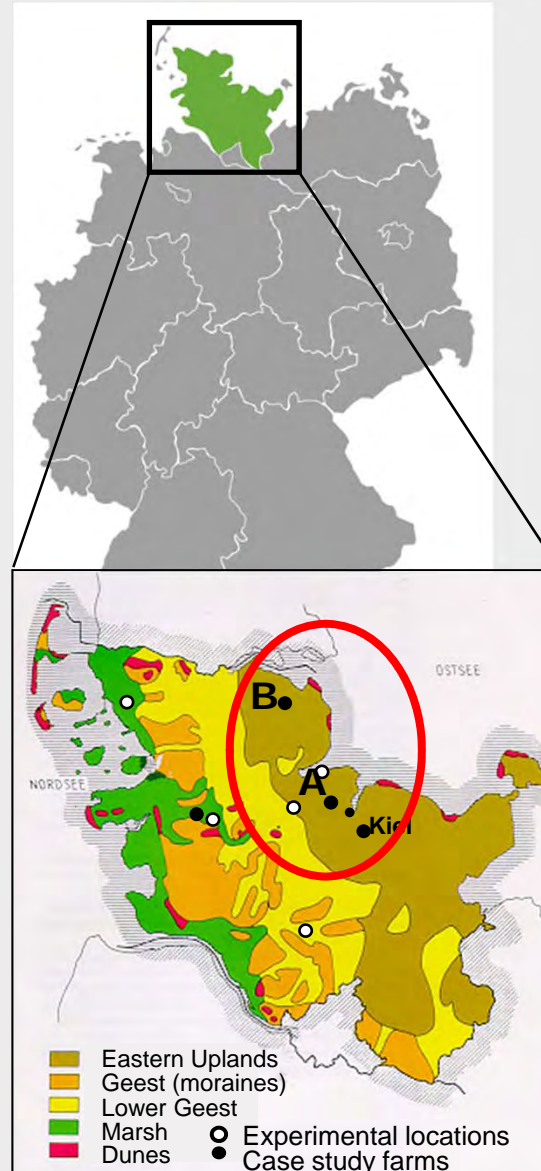 OSTSEE
B
NORDSEE
A
Kiel
Eastern Uplands
Geest (moraines)
Lower Geest
Marsh
Dunes
Experimental locations
Case study farms